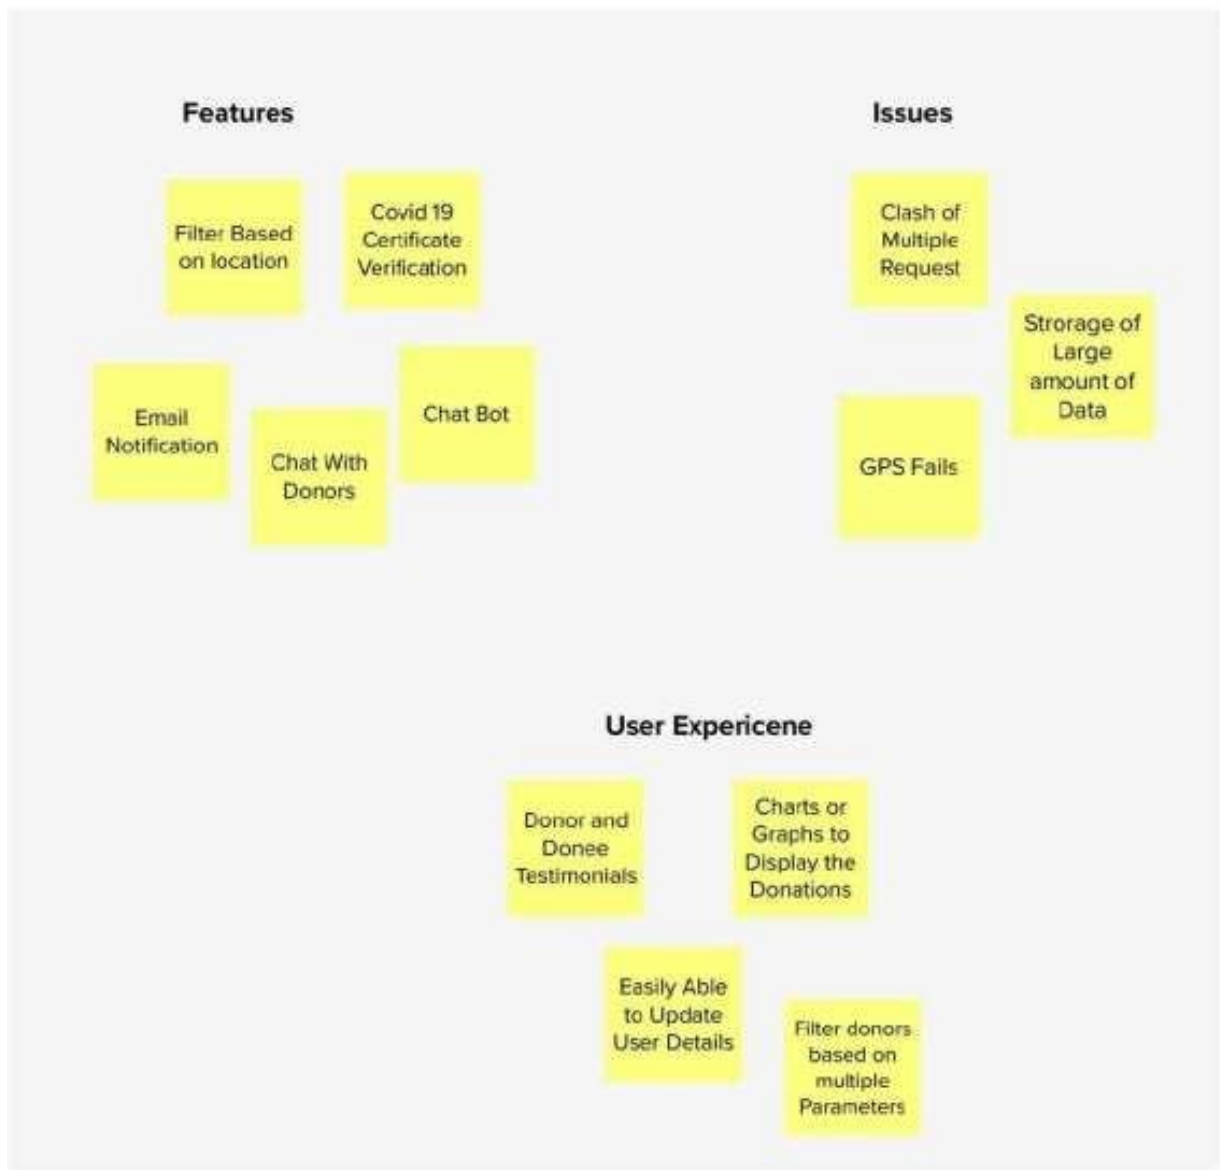 Features
Filter Based
on location
Covid 19
Certificate
Verification
Email
Notification
Chat With
Donors
Chat Bot
Issues
Clash of
Multiple
Request
Strorage of
Large
amount of
Data
GPS Fails
User Expericene
Donor and
Donee
Testimonials
Charts or
Graphs to
Display the
Donations
Easily Able
to Update
User Details
Filter donors
based on
multiple
Parameters